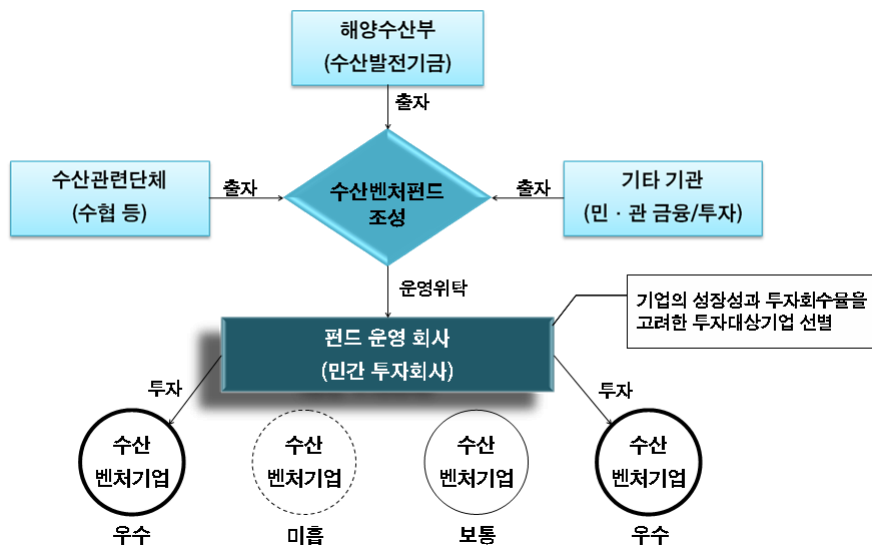 해양수산부
(수산발전기금)
출자
수산관련단체
(수협 등)
출자
수산벤처펀드
조성
출자
기타 기관
(민 · 관 금융/투자)
운영위탁
기업의 성장성과 투자회수율을
고려한 투자대상기업 선별
펀드 운영 회사
(민간 투자회사)
투자
투자
수산
벤처기업
우수
수산
벤처기업
미흡
수산
벤처기업
보통
수산
벤처기업
우수